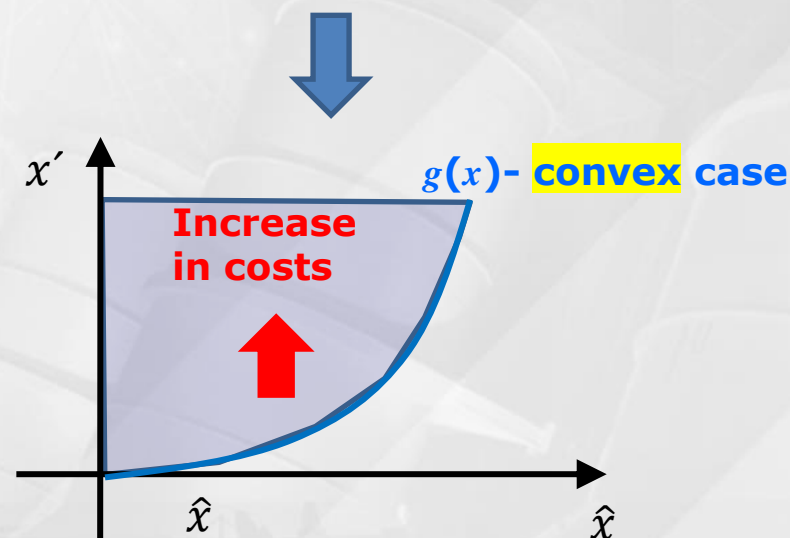 x′
g(x)- convex case
Increase
in costs
x̂
x̂